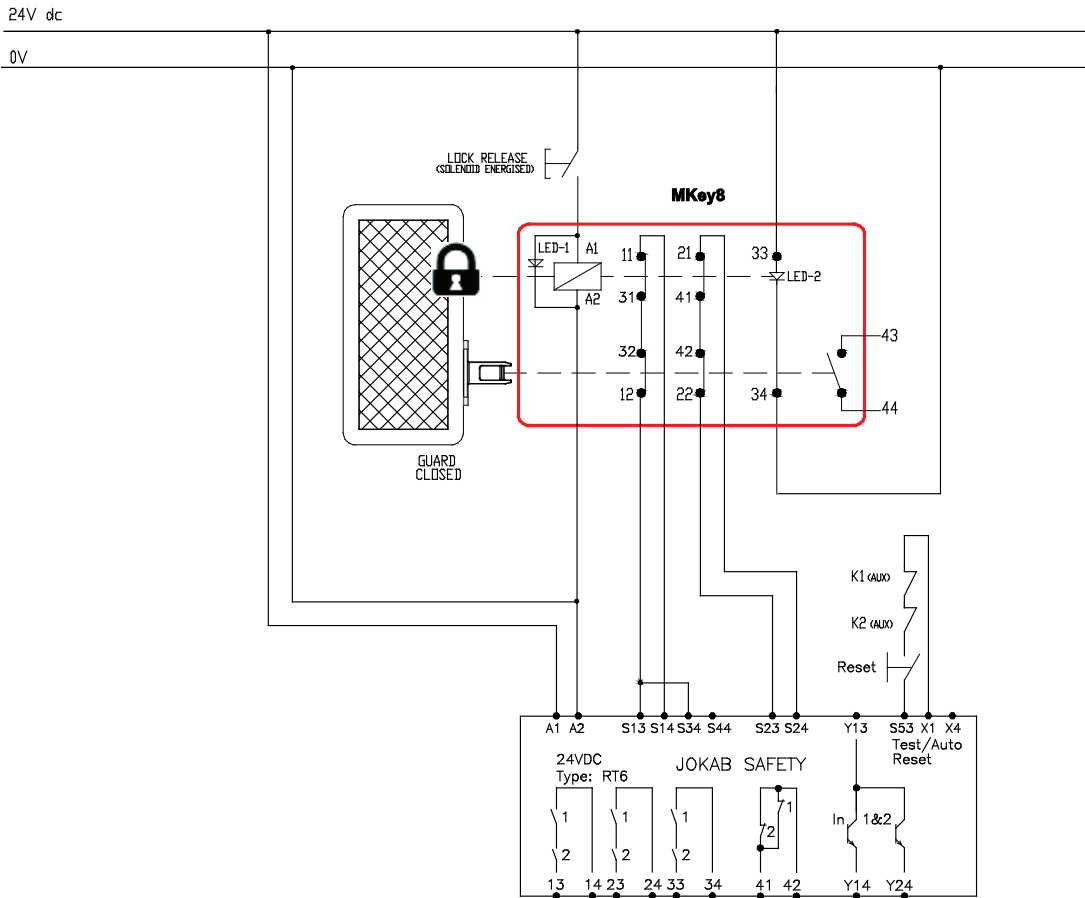 24V dc
0V
LOCK RELEASE
(SOLENOID ENERGISED)
MKey8
LED-1 A1 11 21 33
LED-2
A2 31 41
43
32 42
12 22 34
44
GUARD
CLOSED
K1 (AUX)
K2 (AUX)
Reset
A1 A2 S13 S14 S34 S44 S23 S24 Y13 S53 X1 X4
Test/Auto
Reset
24VDC
Type: RT6
JOKAB SAFETY
1 1 1 1 In 1&2
2 2 2 2
13 14 23 24 33 34 41 42 Y14 Y24